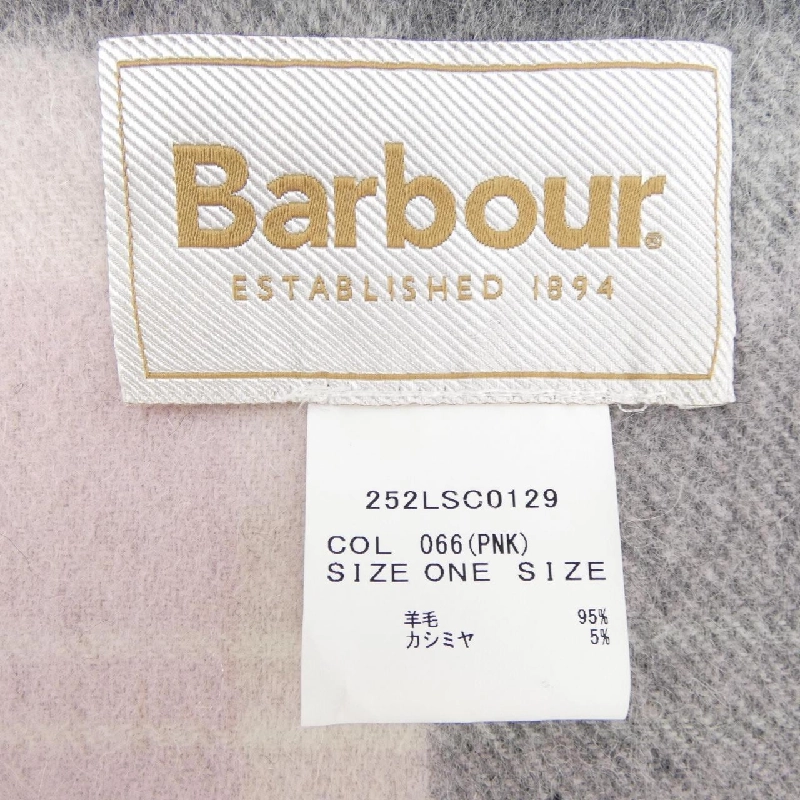 Barbour®
ESTABLISHED 1894
252LSC0129
COL 066(PNK)
SIZE ONE SIZE
羊毛 95%
カシミヤ 5%